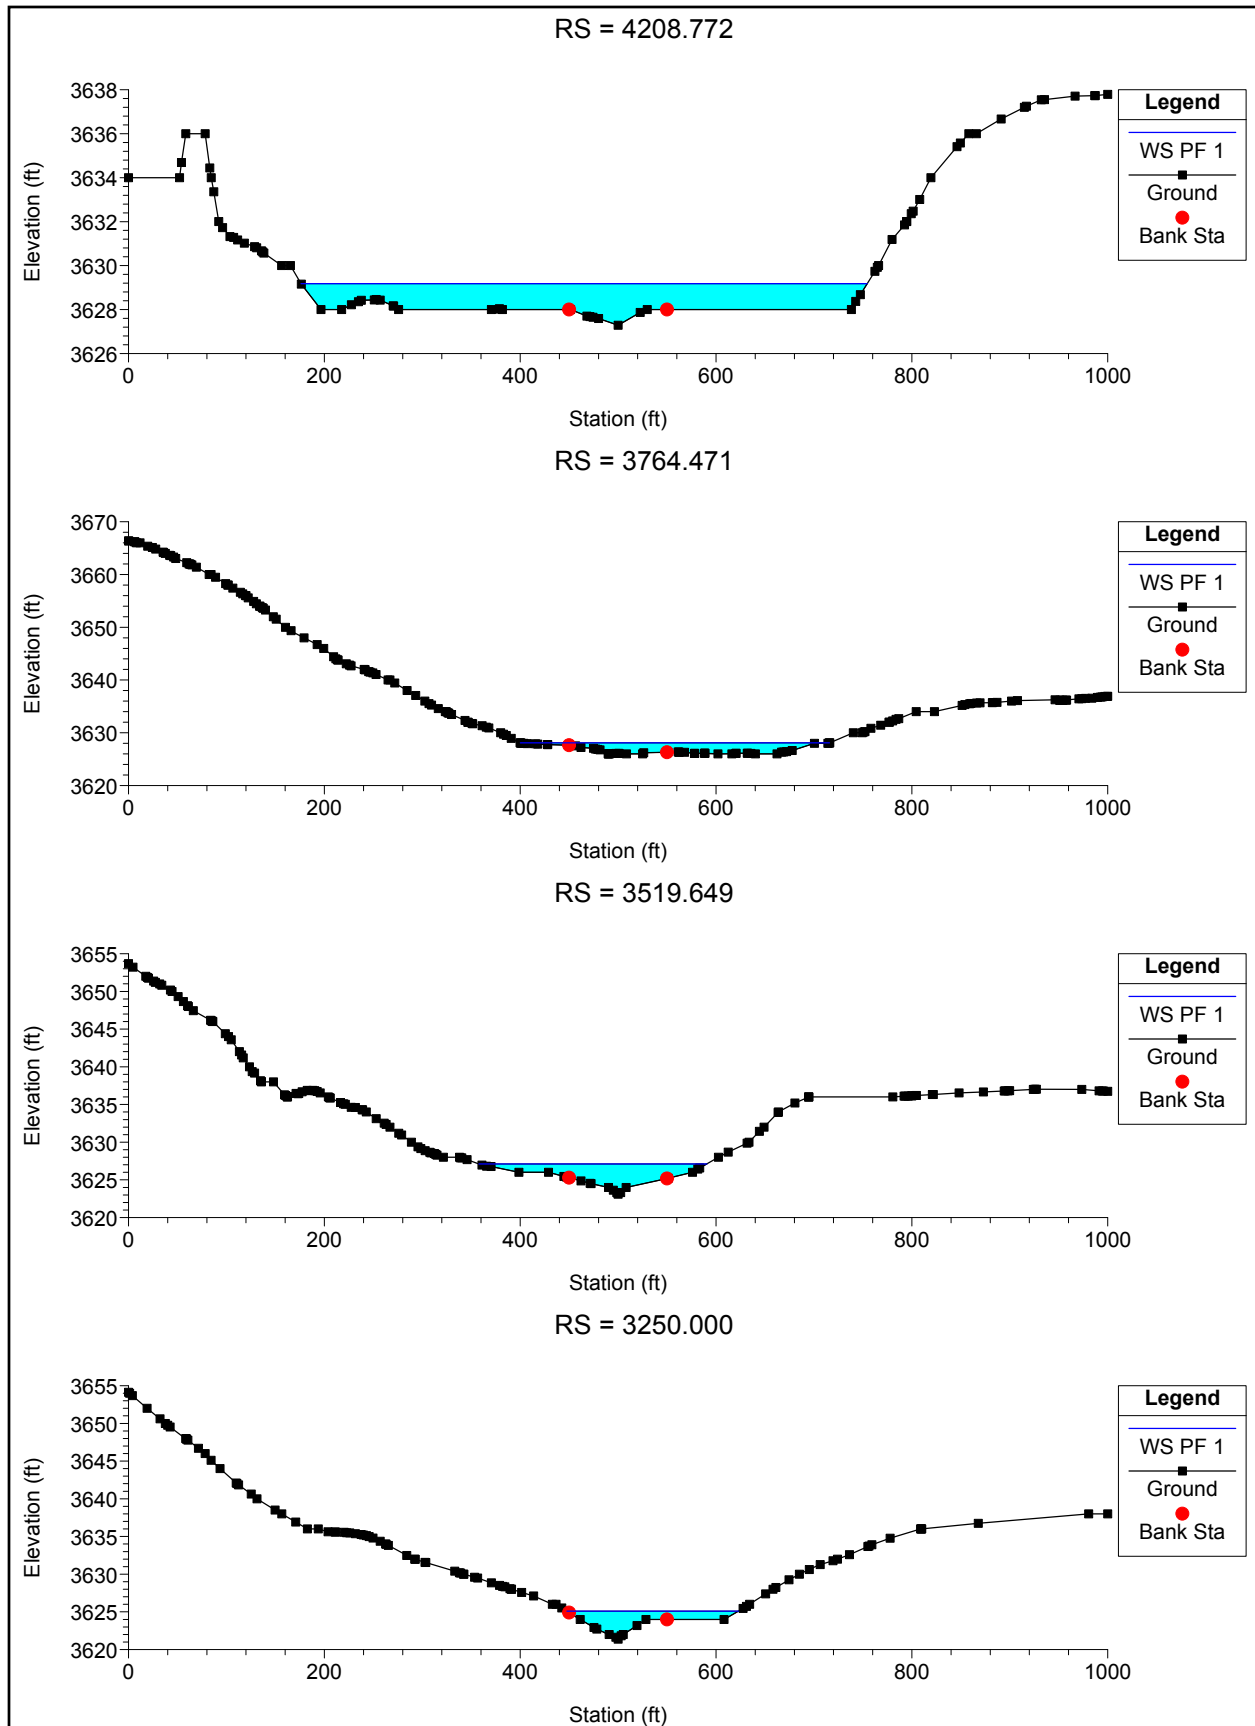 RS = 4208.772
Elevation (ft)
3638
3636
3634
3632
3630
3628
3626
0 200 400 600 800 1000
Station (ft)
Legend
WS PF 1
Ground
Bank Sta
RS = 3764.471
Elevation (ft)
3670
3660
3650
3640
3630
3620
0 200 400 600 800 1000
Station (ft)
Legend
WS PF 1
Ground
Bank Sta
RS = 3519.649
Elevation (ft)
3655
3650
3645
3640
3635
3630
3625
3620
0 200 400 600 800 1000
Station (ft)
Legend
WS PF 1
Ground
Bank Sta
RS = 3250.000
Elevation (ft)
3655
3650
3645
3640
3635
3630
3625
3620
0 200 400 600 800 1000
Station (ft)
Legend
WS PF 1
Ground
Bank Sta